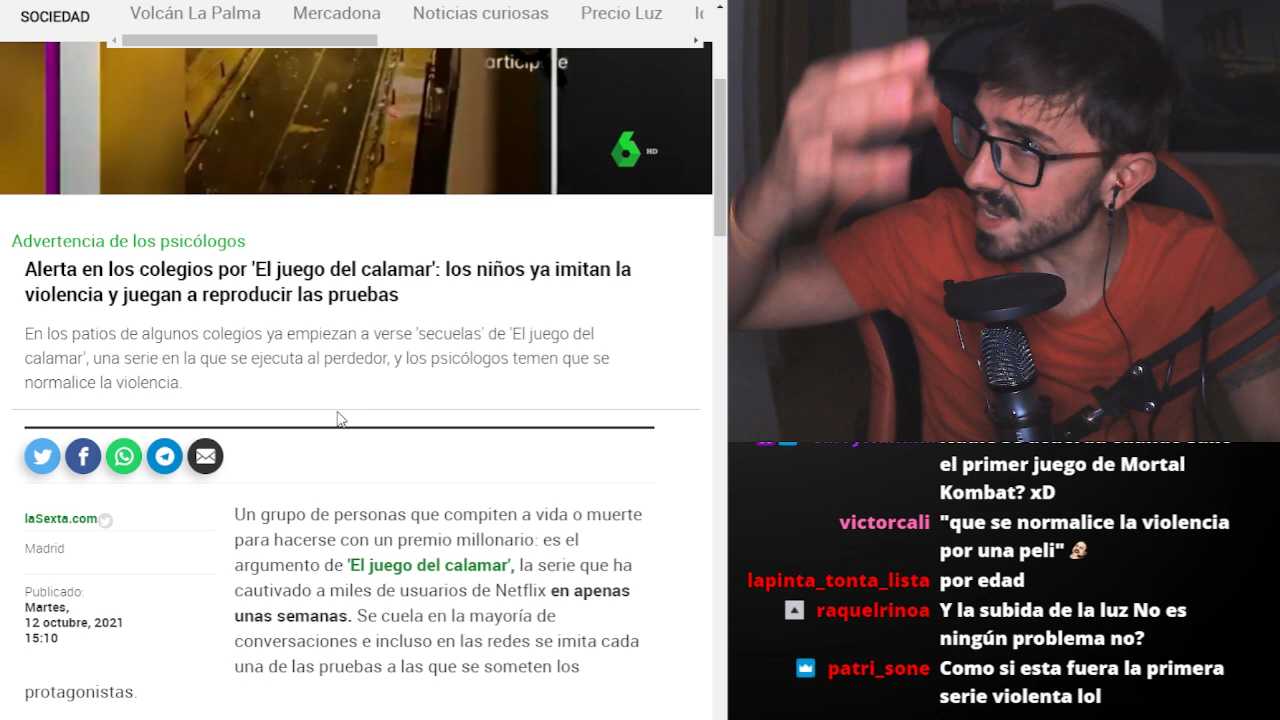 SOCIEDAD Volcán La Palma Mercadona Noticias curiosas Precio Luz
HD
Advertencia de los psicólogos
Alerta en los colegios por 'El juego del calamar': los niños ya imitan la
violencia y juegan a reproducir las pruebas
En los patios de algunos colegios ya empiezan a verse 'secuelas' de 'El juego del
calamar', una serie en la que se ejecuta al perdedor, y los psicólogos temen que se
normalice la violencia.
laSexta.com
Madrid
Publicado:
Martes,
12 octubre, 2021
15:10
Un grupo de personas que compiten a vida o muerte
para hacerse con un premio millonario: es el
argumento de 'El juego del calamar', la serie que ha
cautivado a miles de usuarios de Netflix en apenas
unas semanas. Se cuela en la mayoría de
conversaciones e incluso en las redes se imita cada
una de las pruebas a las que se someten los
protagonistas.
el primer juego de Mortal
Kombat? xD
victorcali "que se normalice la violencia
por una peli"
lapinta_tonta_lista por edad
raquelrinoa Y la subida de la luz No es
ningún problema no?
patri_sone Como si esta fuera la primera
serie violenta lol